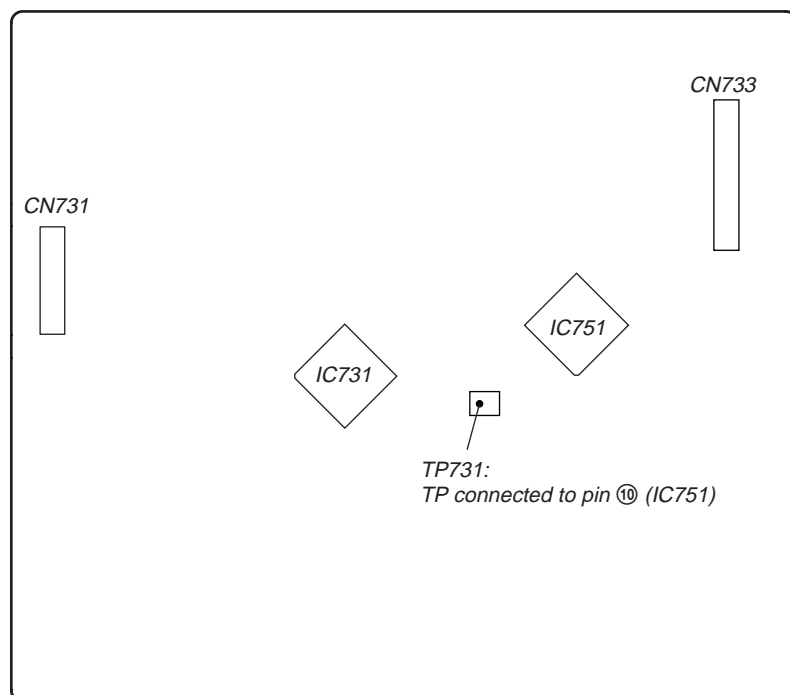 CN733
CN731
IC751
IC731
TP731:
TP connected to pin ⑩ (IC751)